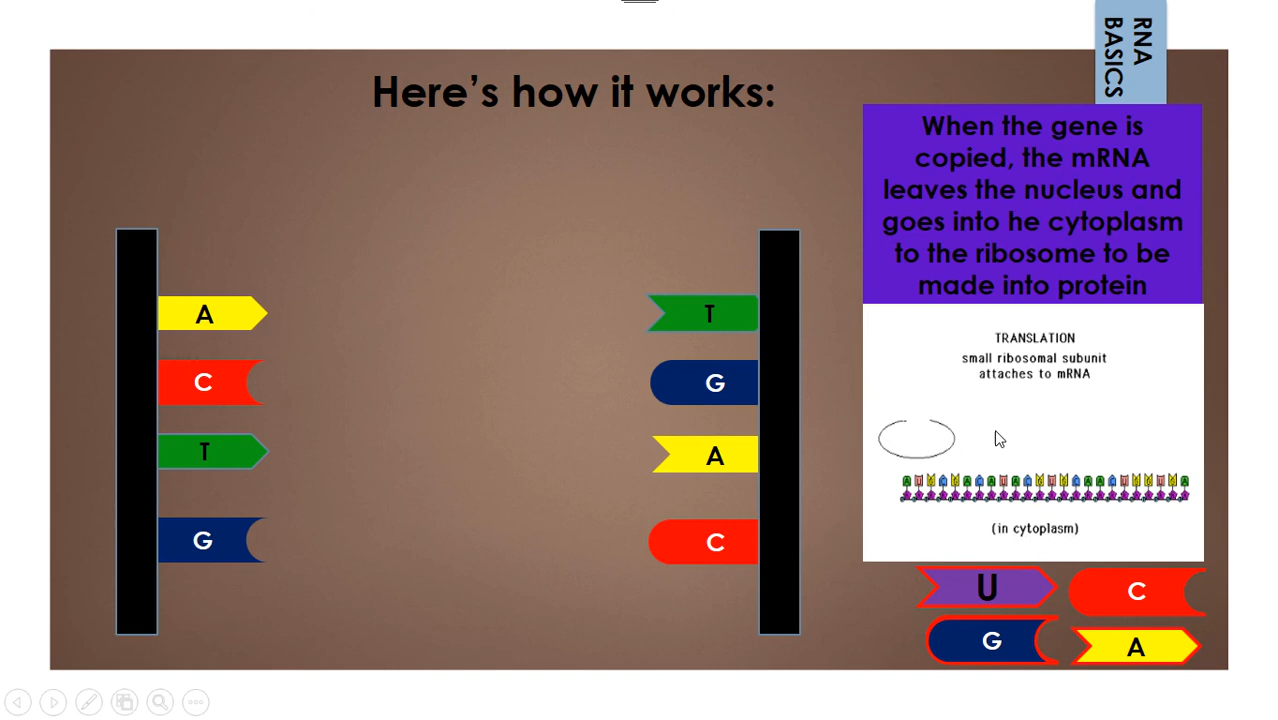 RNA
BASICS
Here's how it works:
When the gene is
copied, the mRNA
leaves the nucleus and
goes into he cytoplasm
to the ribosome to be
made into protein
A
C
T
G
T
G
A
C
TRANSLATION
small ribosomal subunit
attaches to mRNA
(in cytoplasm)
U
C
G
A